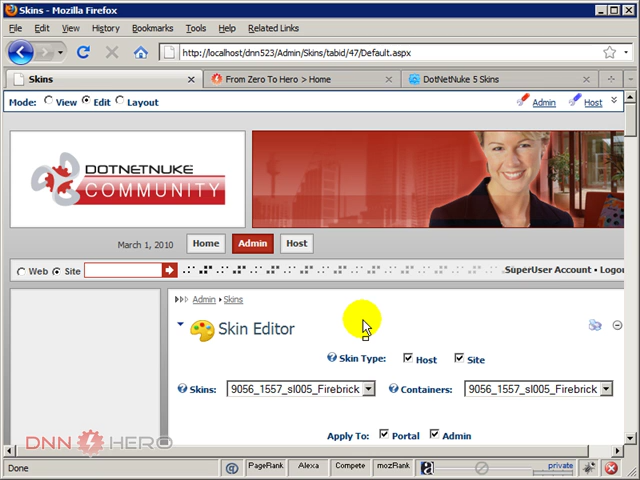 Skins - Mozilla Firefox
File Edit View History Bookmarks Tools Help Related Links
http://localhost/dnn523/Admin/Skins/tabid/47/Default.aspx
Skins From Zero To Hero > Home DotNetNuke 5 Skins
Mode: View Edit Layout Admin Host
DOTNETNUKE
COMMUNITY
March 1, 2010 Home Admin Host
Web Site SuperUser Account • Logou
Admin Skins
Skin Editor
Skin Type: Host Site
Skins: 9056_1557_sl005_Firebrick Containers: 9056_1557_sl005_Firebrick
Apply To: Portal Admin
DNN HERO
Done PageRank Alexa Compete mozRank private